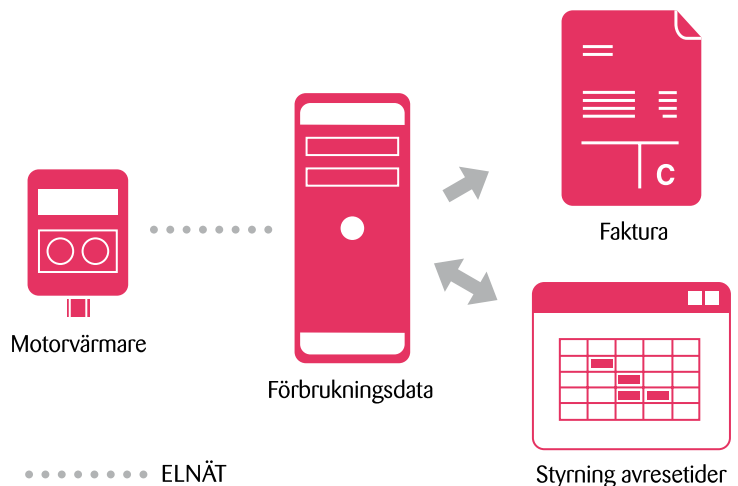 C
Faktura
Motorvärmare
Förbrukningsdata
ELNÄT
Styrning avresetider